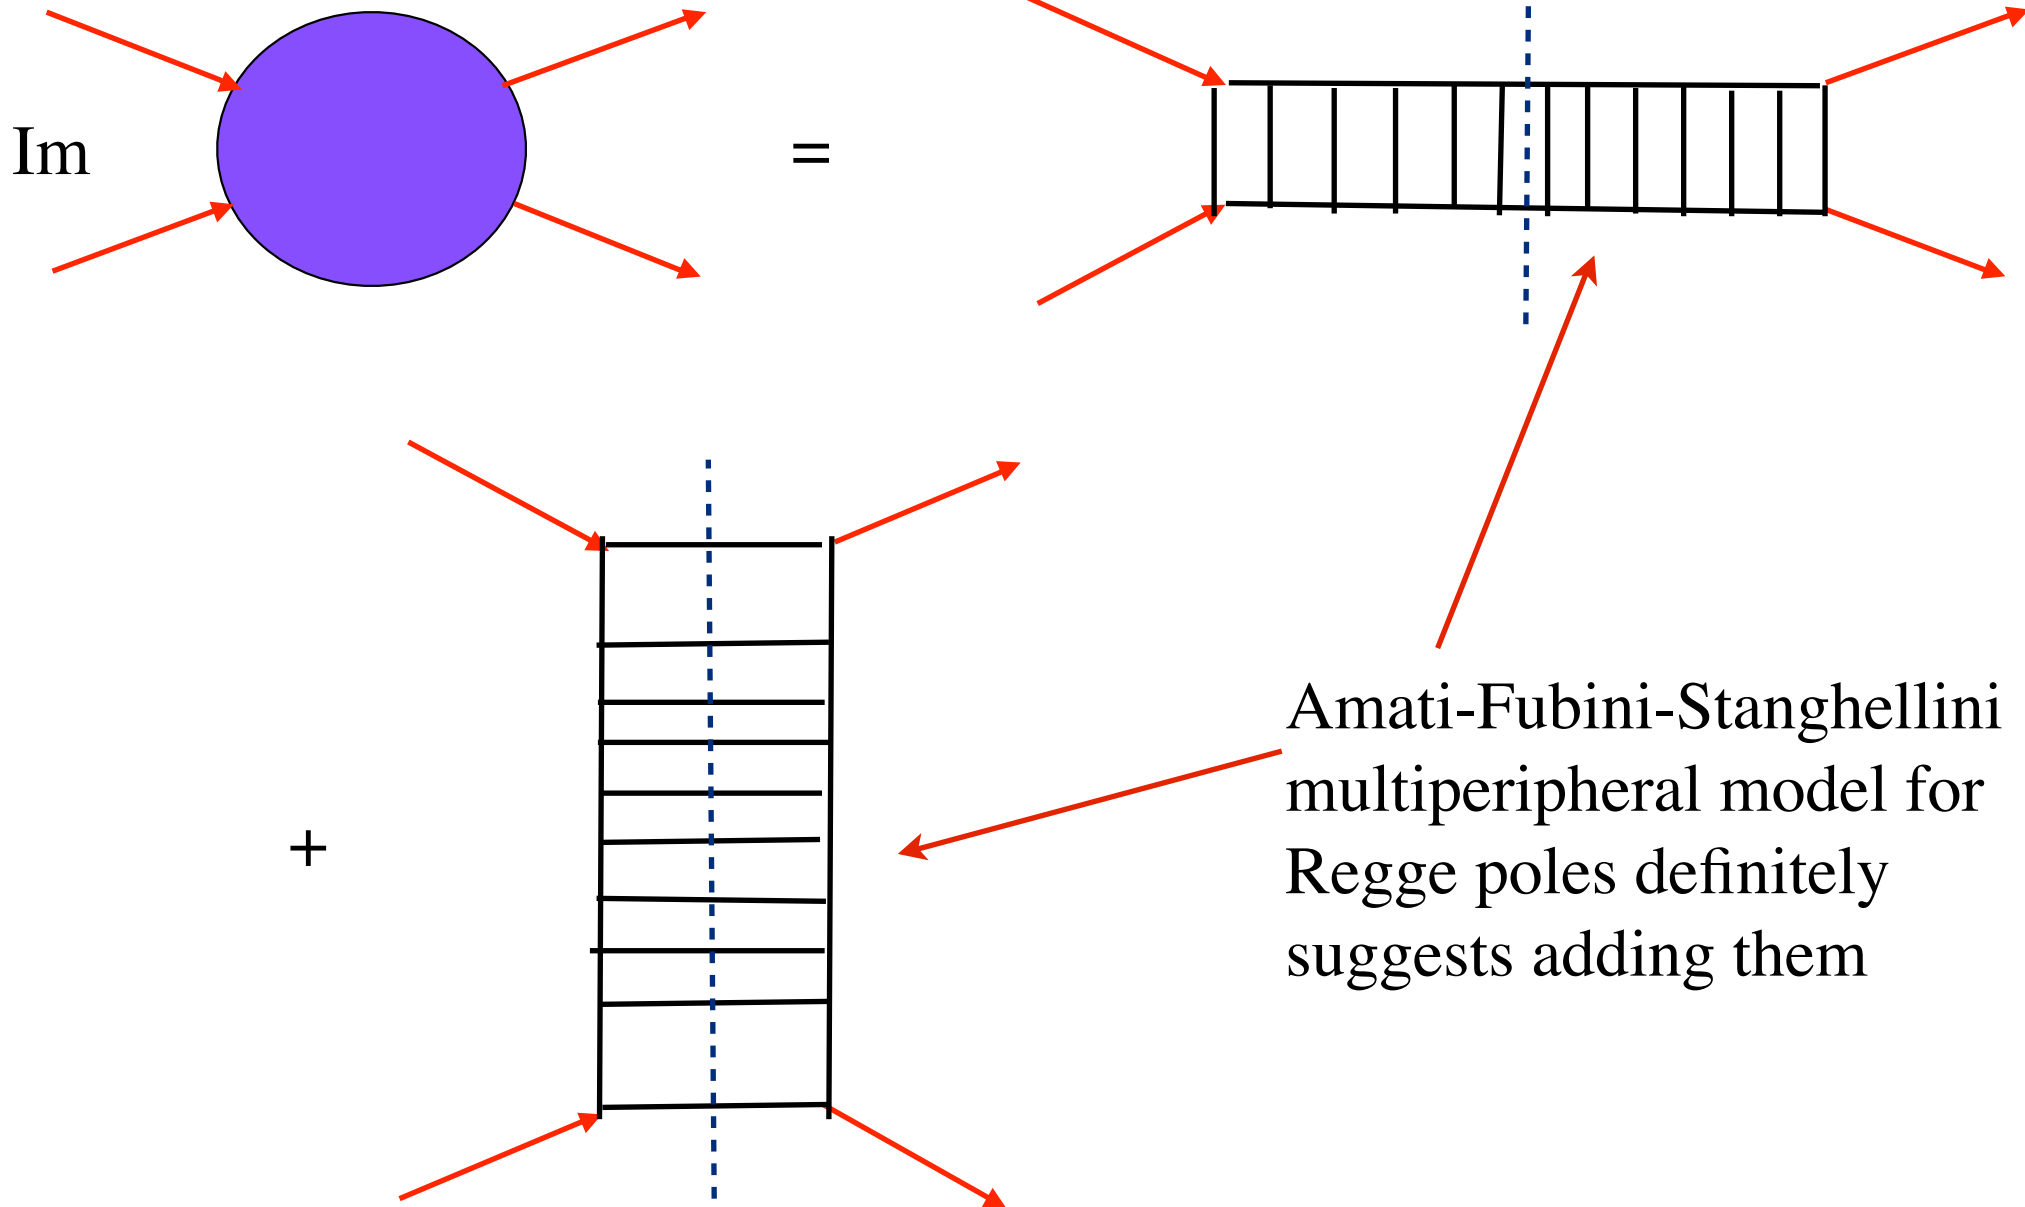 Im
=
+
Amati-Fubini-Stanghellini
multiperipheral model for
Regge poles definitely
suggests adding them